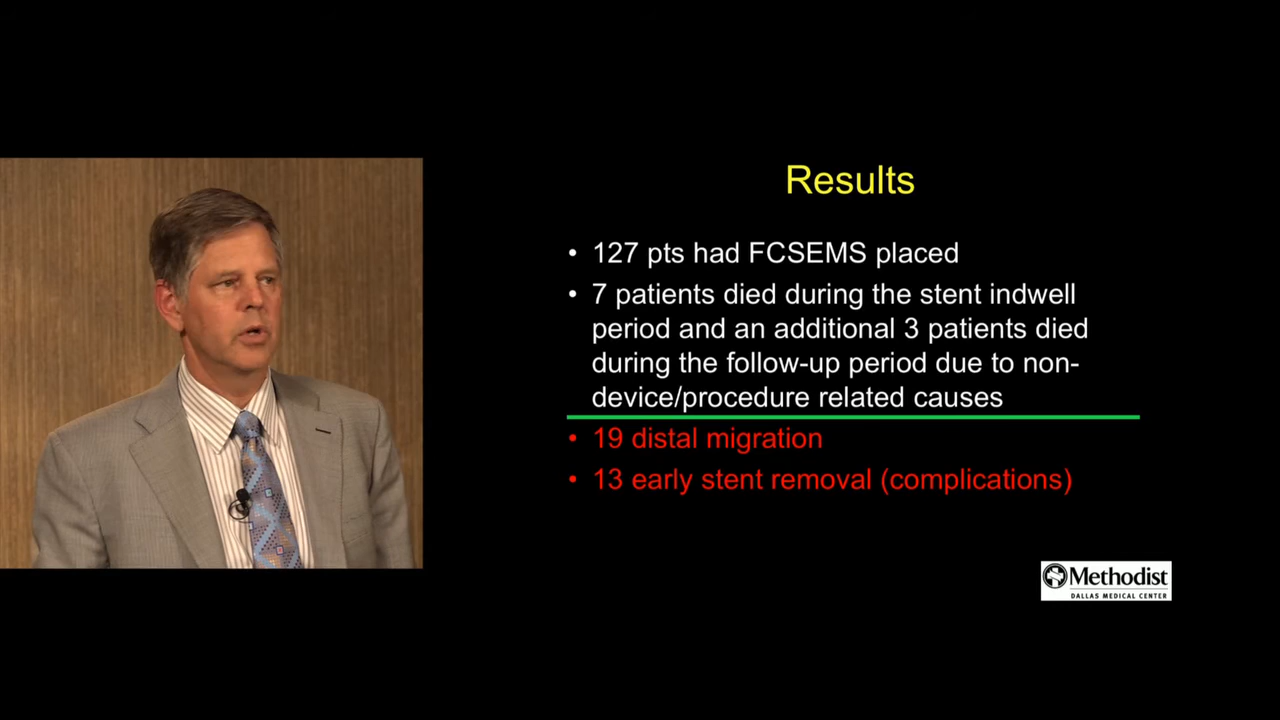 Results
• 127 pts had FCSEMS placed
• 7 patients died during the stent indwell
period and an additional 3 patients died
during the follow-up period due to non-
device/procedure related causes
• 19 distal migration
• 13 early stent removal (complications)
Methodist
DALLAS MEDICAL CENTER